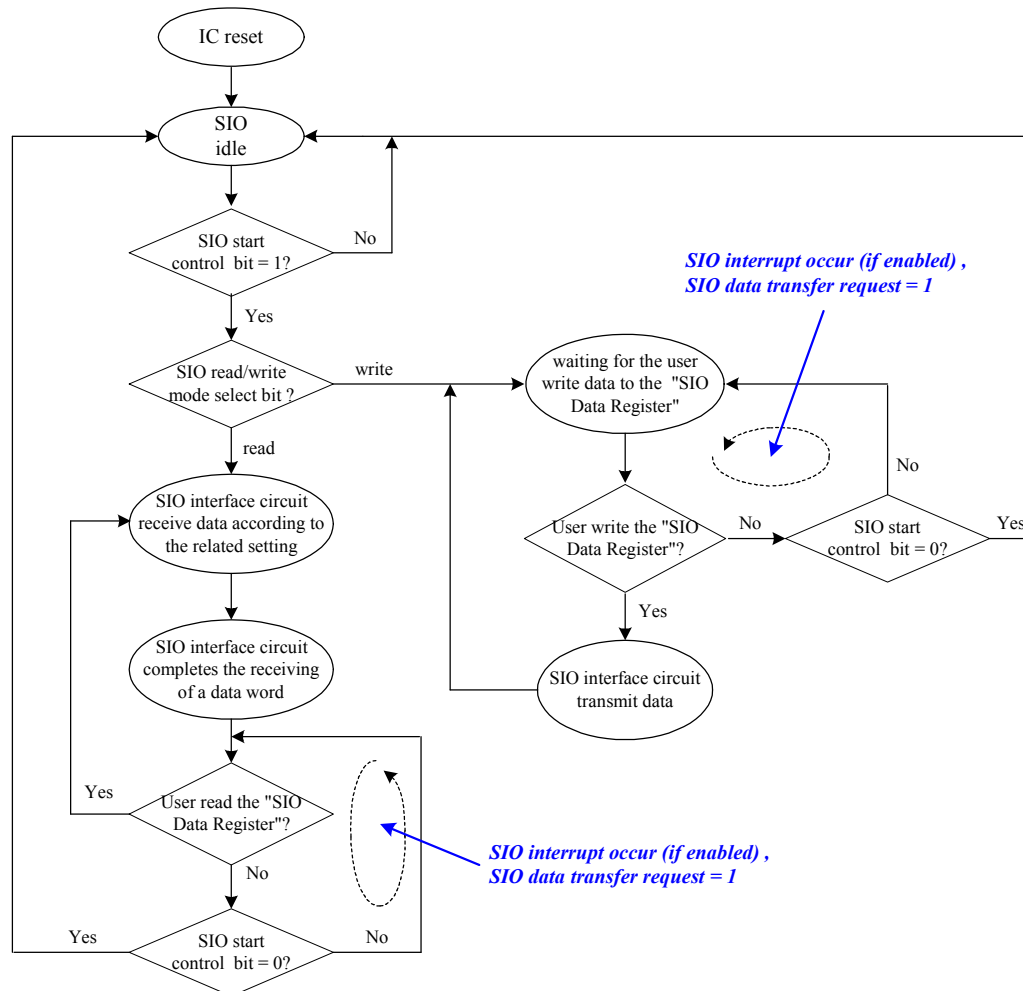 IC reset
SIO
idle
SIO start
control bit = 1?
No
Yes
SIO interrupt occur (if enabled) ,
SIO data transfer request = 1
SIO read/write
mode select bit ?
write
read
waiting for the user
write data to the "SIO
Data Register"
No
User write the "SIO
Data Register"?
No
SIO start
control bit = 0?
Yes
Yes
SIO interface circuit
transmit data
SIO interface circuit
receive data according to
the related setting
SIO interface circuit
completes the receiving
of a data word
User read the "SIO
Data Register"?
Yes
No
SIO interrupt occur (if enabled) ,
SIO data transfer request = 1
SIO start
control bit = 0?
Yes
No